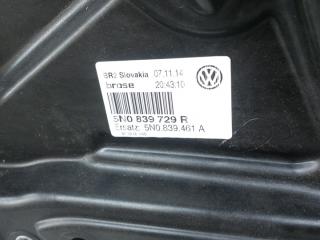 BR2 Slovakia 07.11.14
brose 20:43:10
5N0 839 729 R
Ersatz: 5N0.839.461 A